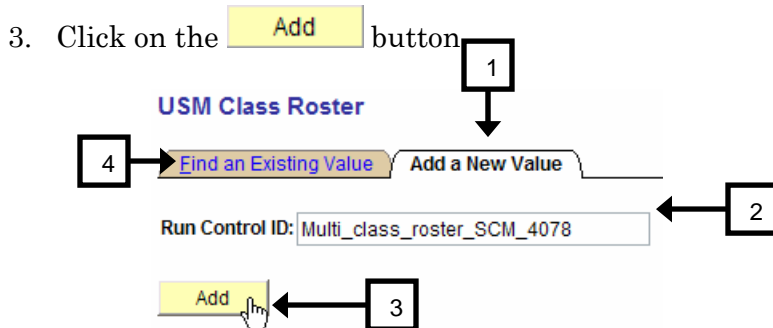 3. Click on the Add button
1
USM Class Roster
4
Find an Existing Value
Add a New Value
2
Run Control ID: Multi_class_roster_SCM_4078
Add
3